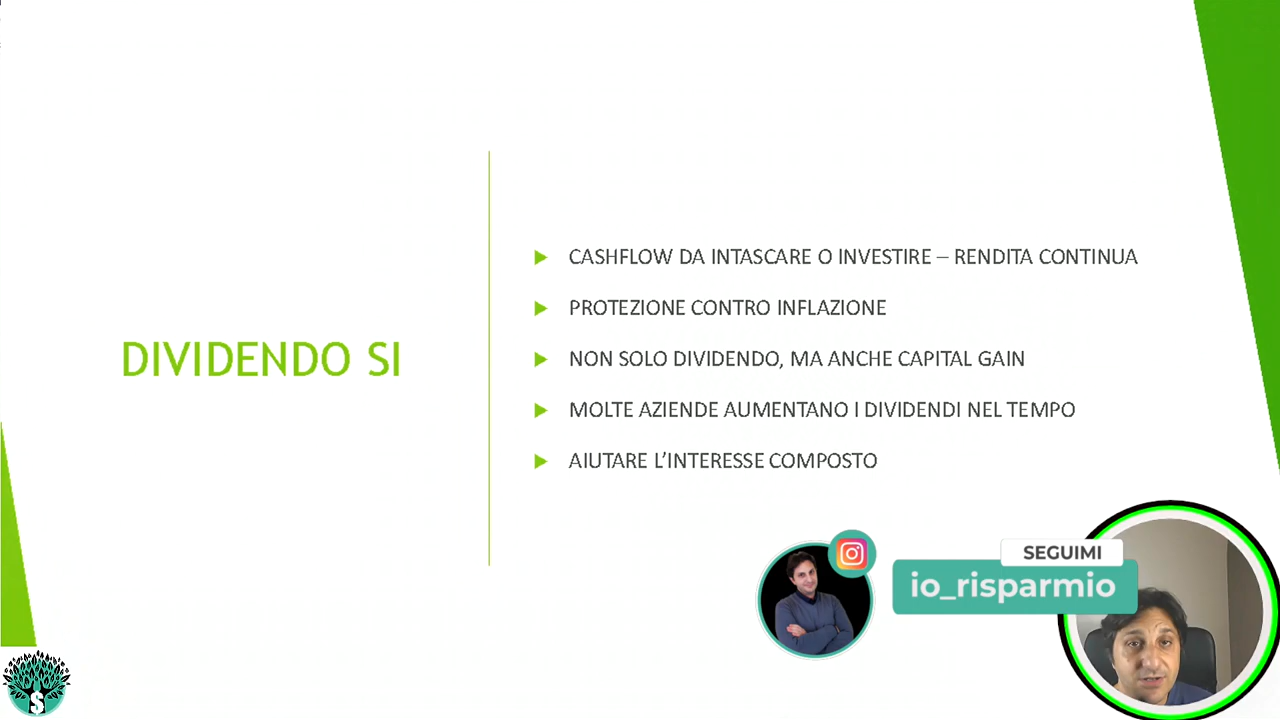 DIVIDENDO SI
CASHFLOW DA INTASCARE O INVESTIRE – RENDITA CONTINUA
PROTEZIONE CONTRO INFLAZIONE
NON SOLO DIVIDENDO, MA ANCHE CAPITAL GAIN
MOLTE AZIENDE AUMENTANO I DIVIDENDI NEL TEMPO
AIUTARE L'INTERESSE COMPOSTO
SEGUIMI
io_risparmio
$